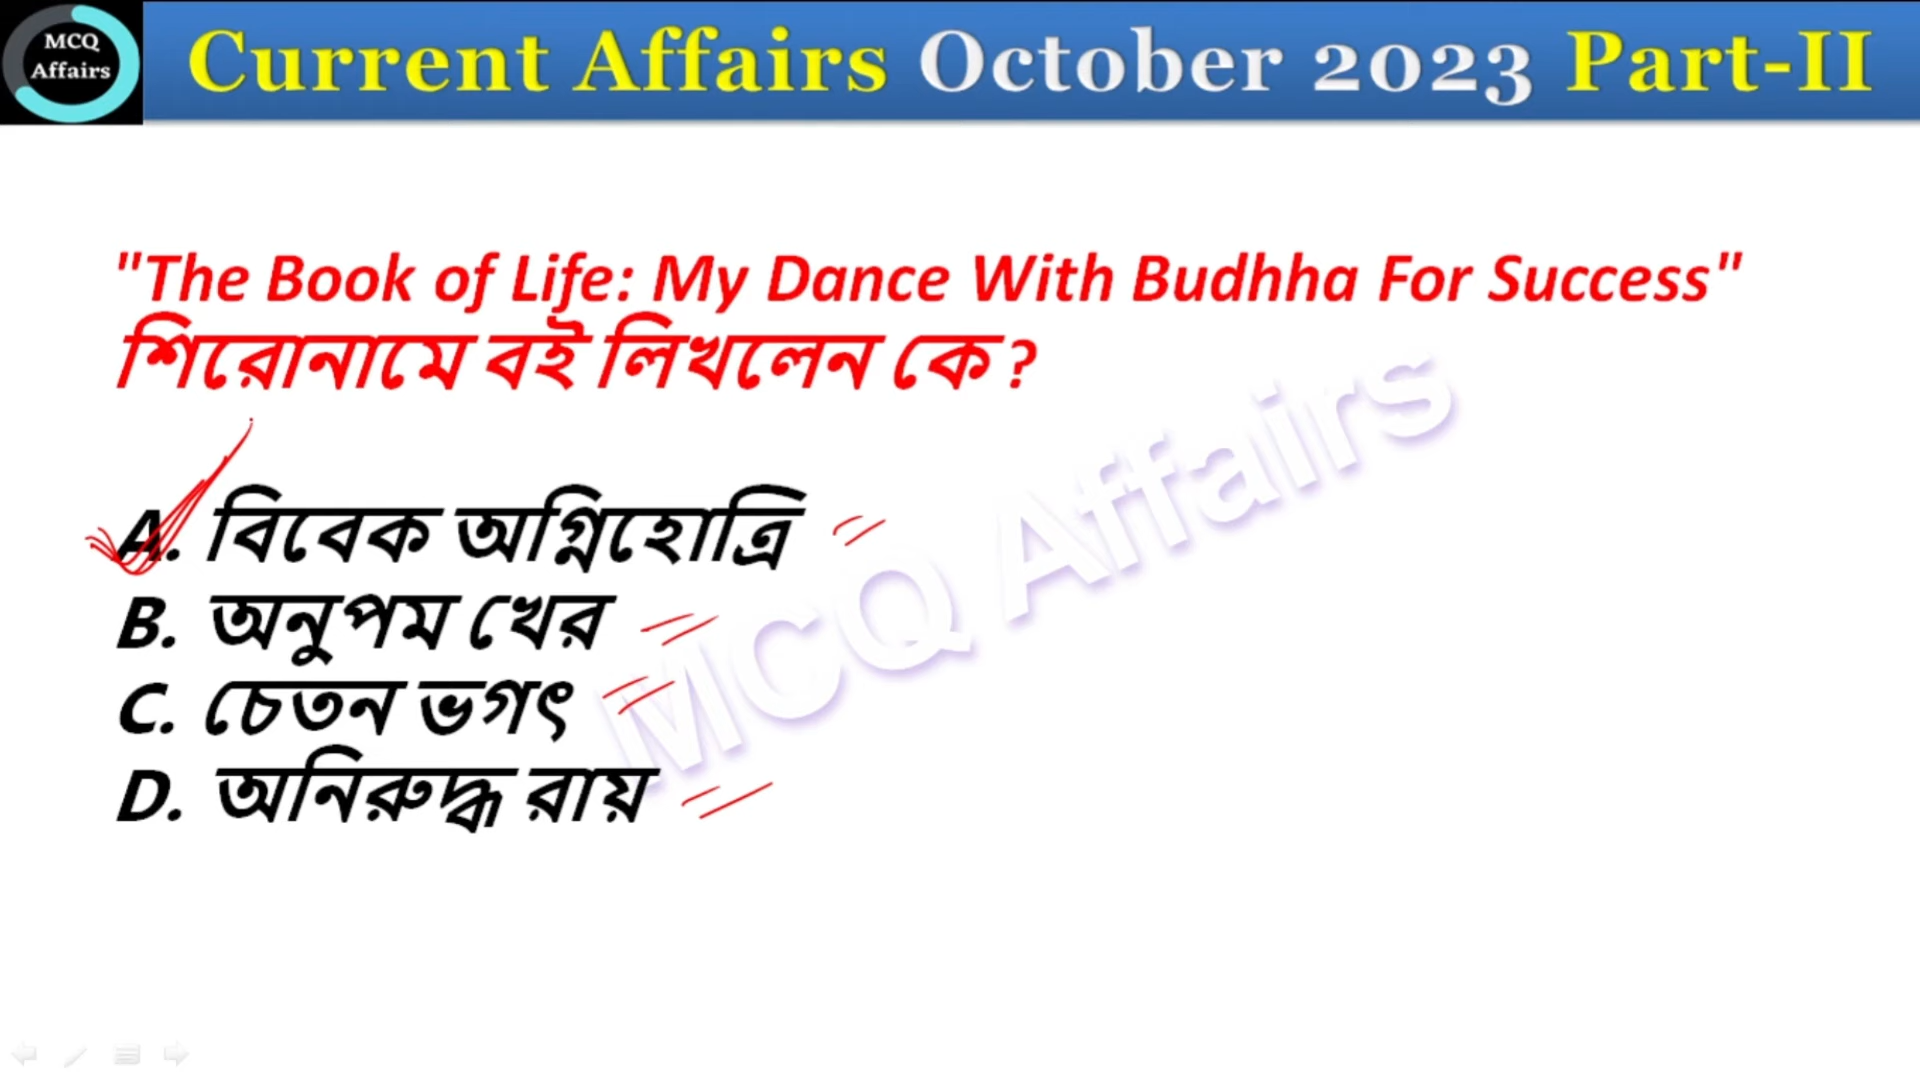 MCQ
Affairs
Current Affairs October 2023 Part-II
"The Book of Life: My Dance With Budhha For Success"
শিরোনামে বই লিখলেন কে?
A. বিবেক অগ্নিহোত্রি
B. অনুপম খের
C. চেতন ভগৎ
D. অনিরুদ্ধ রায়
MCQ Affairs